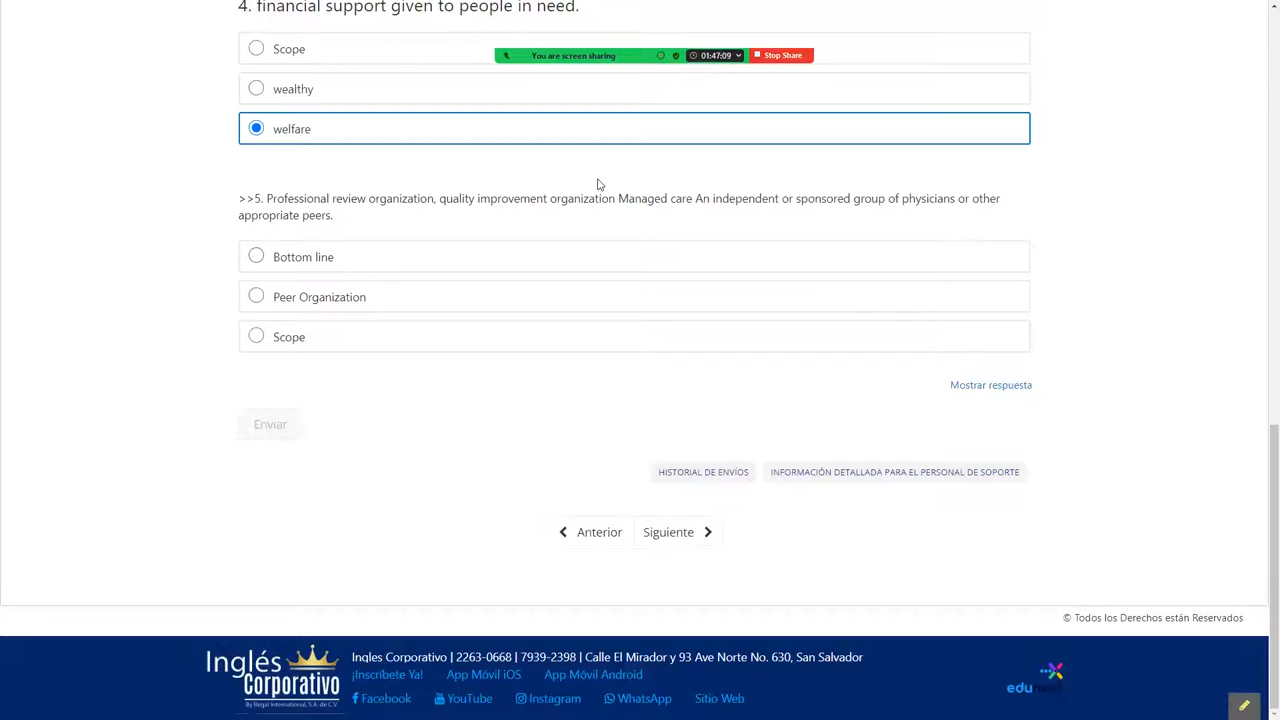 4. financial support given to people in need.
Scope
You are screen sharing
01:47:09
Stop Share
wealthy
welfare
>>5. Professional review organization, quality improvement organization Managed care An independent or sponsored group of physicians or other
appropriate peers.
Bottom line
Peer Organization
Scope
Mostrar respuesta
Enviar
HISTORIAL DE ENVÍOS
INFORMACIÓN DETALLADA PARA EL PERSONAL DE SOPORTE
Anterior
Siguiente
© Todos los Derechos están Reservados
Inglés
Corporativo
By Regal International, S.A. de C.V.
Ingles Corporativo | 2263-0668 | 7939-2398 | Calle El Mirador y 93 Ave Norte No. 630, San Salvador
¡Inscríbete Ya! App Móvil iOS App Móvil Android
Facebook YouTube Instagram WhatsApp Sitio Web